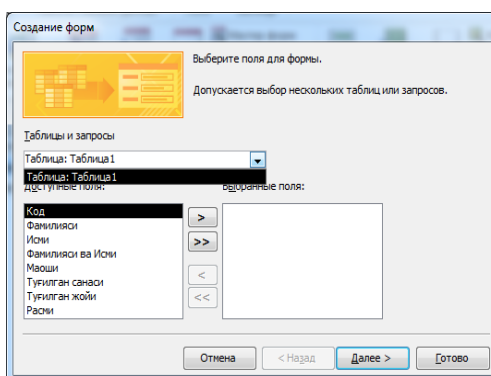 Создание форм
Выберите поля для формы.
Допускается выбор нескольких таблиц или запросов.
Таблицы и запросы
Таблица: Таблица1
Таблица: Таблица1
Доступные поля:
Выбранные поля:
Код
Фамилияси
Исми
Фамилияси ва Исми
Маоши
Туғилган санаси
Туғилган жойи
Расми
>
>>
<
<<
Отмена
< Назад
Далее >
Готово